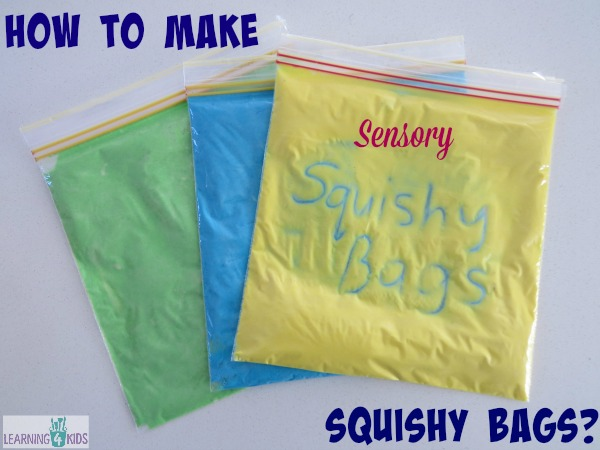 HOW TO MAKE
Sensory
Squishy
Bags
SQUISHY BAGS?
LEARNING 4 KIDS